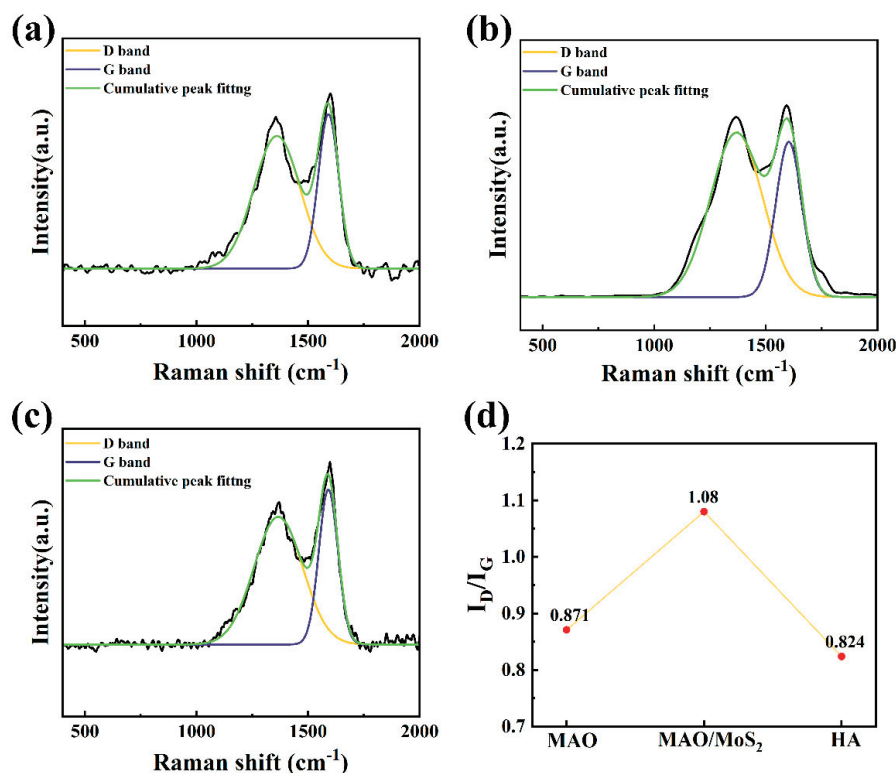 (a)
D band
G band
Cumulative peak fittng
Intensity(a.u.)
500 1000 1500 2000
Raman shift (cm⁻¹)
(b)
D band
G band
Cumulative peak fittng
Intensity(a.u.)
500 1000 1500 2000
Raman shift (cm⁻¹)
(c)
D band
G band
Cumulative peak fittng
Intensity(a.u.)
500 1000 1500 2000
Raman shift (cm⁻¹)
(d)
1.2
1.1
1.0
0.9
0.8
0.7
I_D/I_G
0.871
1.08
0.824
MAO MAO/MoS₂ HA